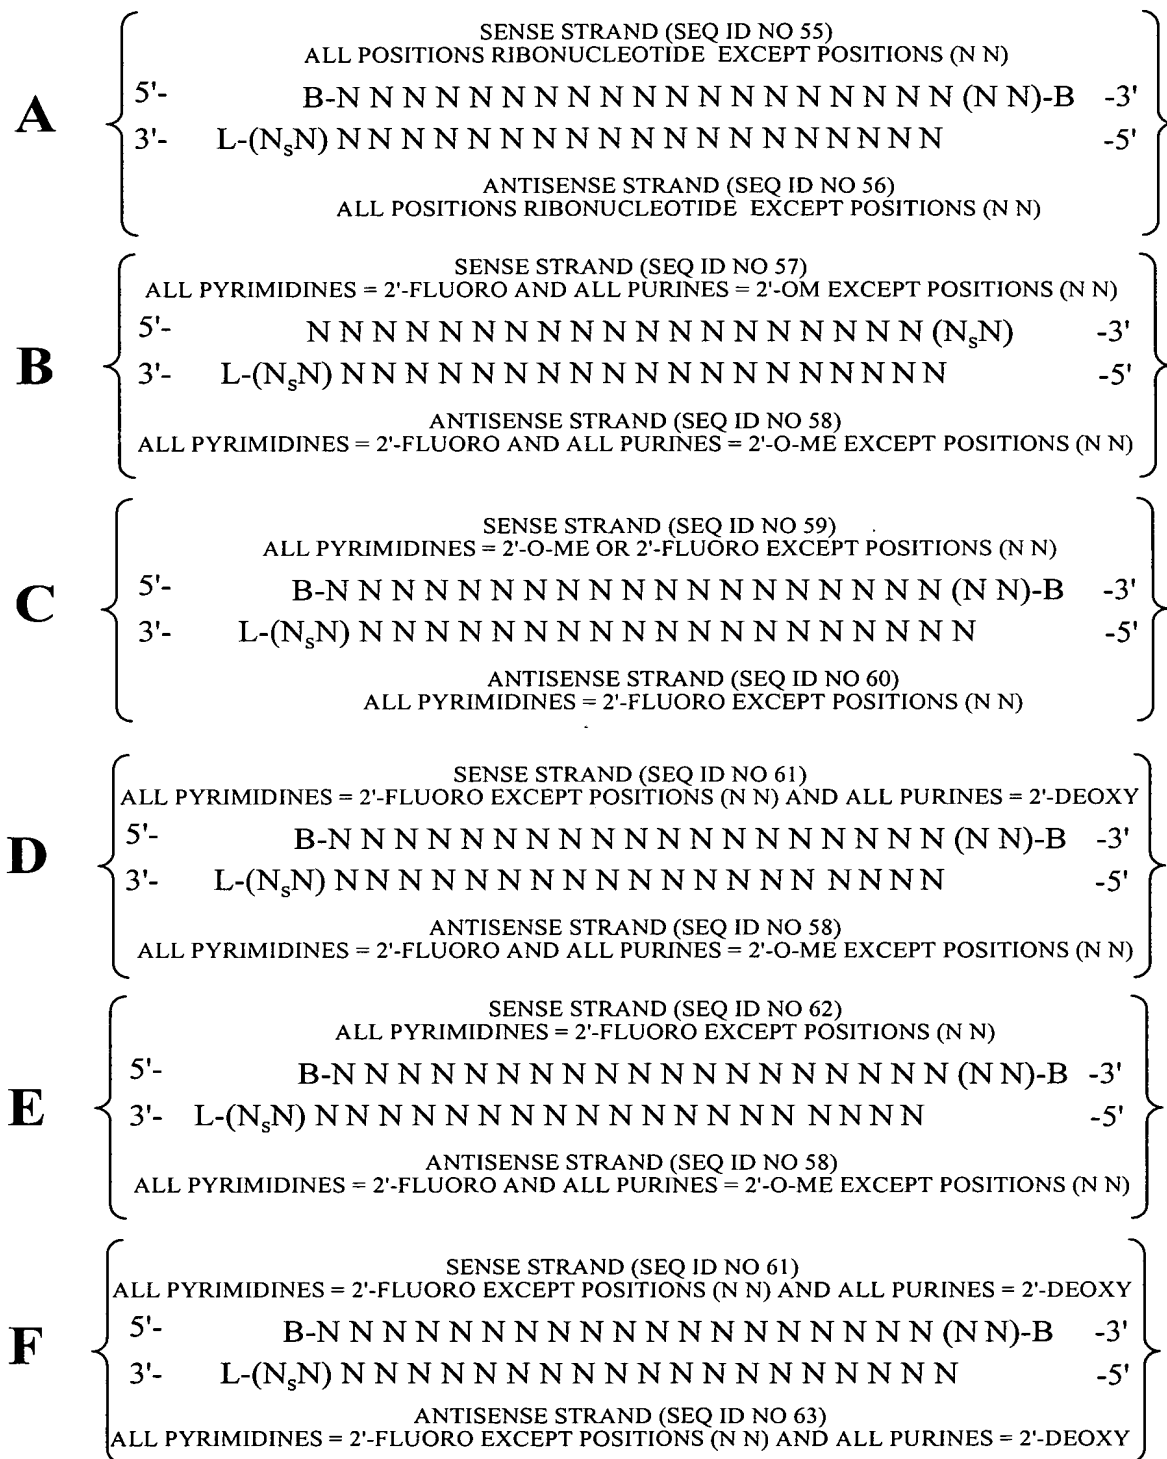 SENSE STRAND (SEQ ID NO 55)
ALL POSITIONS RIBONUCLEOTIDE EXCEPT POSITIONS (N N)
A
5'- B-N N N N N N N N N N N N N N N N N N N (N N)-B -3'
3'- L-(NsN) N N N N N N N N N N N N N N N N N N N -5'
ANTISENSE STRAND (SEQ ID NO 56)
ALL POSITIONS RIBONUCLEOTIDE EXCEPT POSITIONS (N N)
SENSE STRAND (SEQ ID NO 57)
ALL PYRIMIDINES = 2'-FLUORO AND ALL PURINES = 2'-OM EXCEPT POSITIONS (N N)
B
5'- N N N N N N N N N N N N N N N N N N N (NsN) -3'
3'- L-(NsN) N N N N N N N N N N N N N N N N N N N -5'
ANTISENSE STRAND (SEQ ID NO 58)
ALL PYRIMIDINES = 2'-FLUORO AND ALL PURINES = 2'-O-ME EXCEPT POSITIONS (N N)
SENSE STRAND (SEQ ID NO 59)
ALL PYRIMIDINES = 2'-O-ME OR 2'-FLUORO EXCEPT POSITIONS (N N)
C
5'- B-N N N N N N N N N N N N N N N N N N N (N N)-B -3'
3'- L-(NsN) N N N N N N N N N N N N N N N N N N N -5'
ANTISENSE STRAND (SEQ ID NO 60)
ALL PYRIMIDINES = 2'-FLUORO EXCEPT POSITIONS (N N)
SENSE STRAND (SEQ ID NO 61)
ALL PYRIMIDINES = 2'-FLUORO EXCEPT POSITIONS (N N) AND ALL PURINES = 2'-DEOXY
D
5'- B-N N N N N N N N N N N N N N N N N N N (N N)-B -3'
3'- L-(NsN) N N N N N N N N N N N N N N N N N N N -5'
ANTISENSE STRAND (SEQ ID NO 58)
ALL PYRIMIDINES = 2'-FLUORO AND ALL PURINES = 2'-O-ME EXCEPT POSITIONS (N N)
SENSE STRAND (SEQ ID NO 62)
ALL PYRIMIDINES = 2'-FLUORO EXCEPT POSITIONS (N N)
E
5'- B-N N N N N N N N N N N N N N N N N N N (N N)-B -3'
3'- L-(NsN) N N N N N N N N N N N N N N N N N N N -5'
ANTISENSE STRAND (SEQ ID NO 58)
ALL PYRIMIDINES = 2'-FLUORO AND ALL PURINES = 2'-O-ME EXCEPT POSITIONS (N N)
SENSE STRAND (SEQ ID NO 61)
ALL PYRIMIDINES = 2'-FLUORO EXCEPT POSITIONS (N N) AND ALL PURINES = 2'-DEOXY
F
5'- B-N N N N N N N N N N N N N N N N N N N (N N)-B -3'
3'- L-(NsN) N N N N N N N N N N N N N N N N N N N -5'
ANTISENSE STRAND (SEQ ID NO 63)
ALL PYRIMIDINES = 2'-FLUORO EXCEPT POSITIONS (N N) AND ALL PURINES = 2'-DEOXY